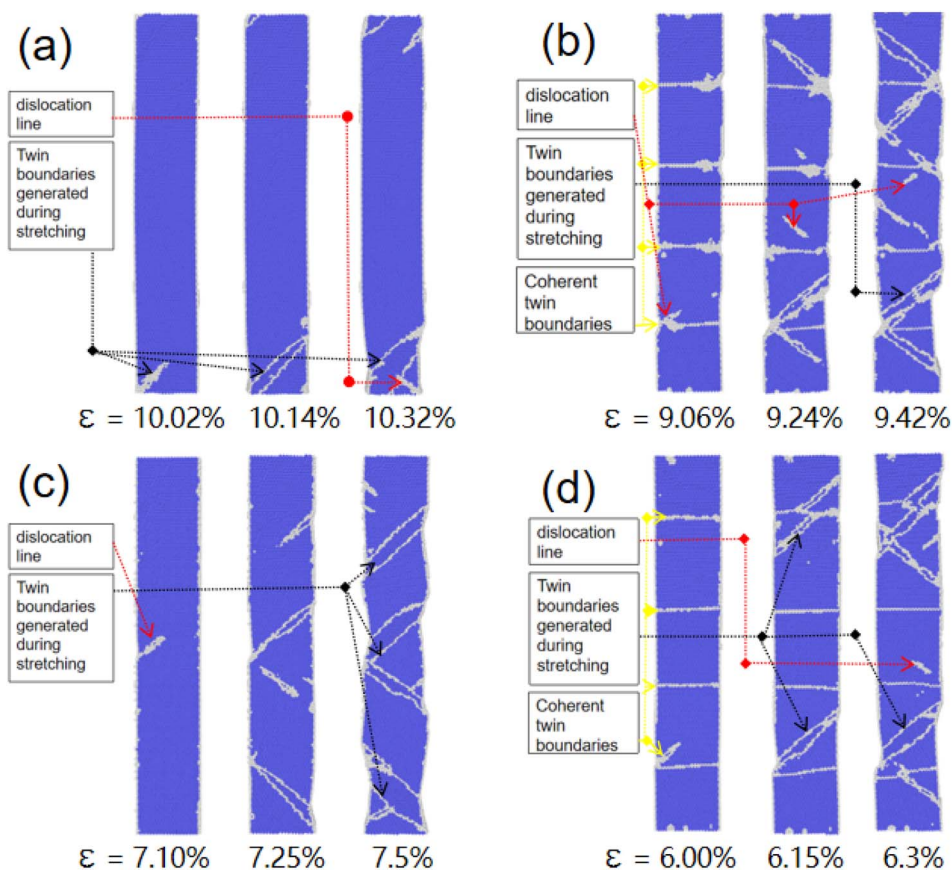 (a)
dislocation
line
Twin
boundaries
generated
during
stretching
ε = 10.02% 10.14% 10.32%
(b)
dislocation
line
Twin
boundaries
generated
during
stretching
Coherent
twin
boundaries
ε = 9.06% 9.24% 9.42%
(c)
dislocation
line
Twin
boundaries
generated
during
stretching
ε = 7.10% 7.25% 7.5%
(d)
dislocation
line
Twin
boundaries
generated
during
stretching
Coherent
twin
boundaries
ε = 6.00% 6.15% 6.3%